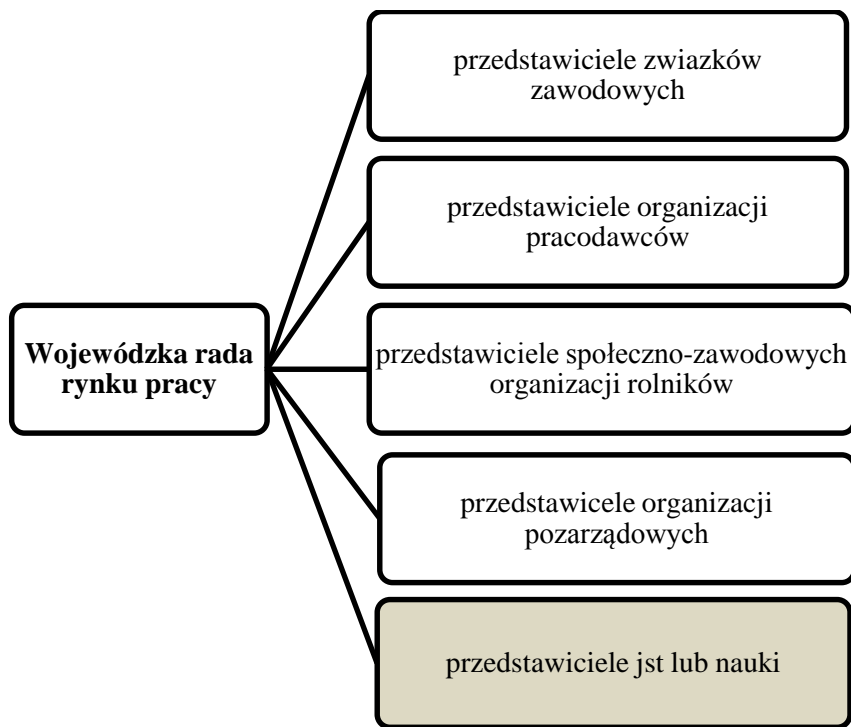 Wojewódzka rada
rynku pracy
przedstawiciele zwiazków
zawodowych
przedstawiciele organizacji
pracodawców
przedstawiciele społeczno-zawodowych
organizacji rolników
przedstawicele organizacji
pozarządowych
przedstawiciele jst lub nauki